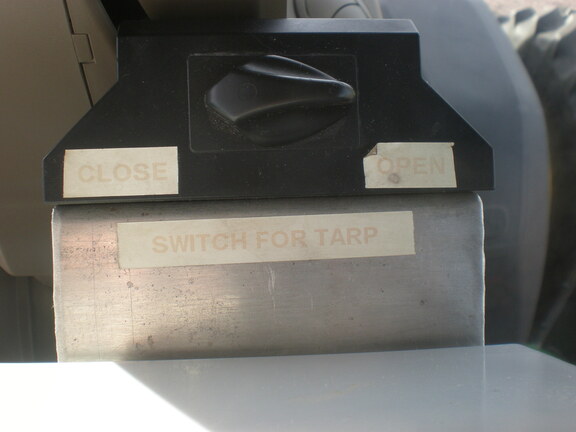 CLOSE OPEN
SWITCH FOR TARP